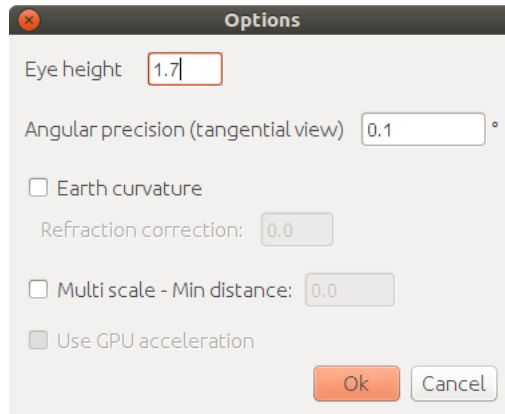 Options
Eye height 1.7
Angular precision (tangential view) 0.1 °
Earth curvature
Refraction correction: 0.0
Multi scale - Min distance: 0.0
Use GPU acceleration
Ok Cancel